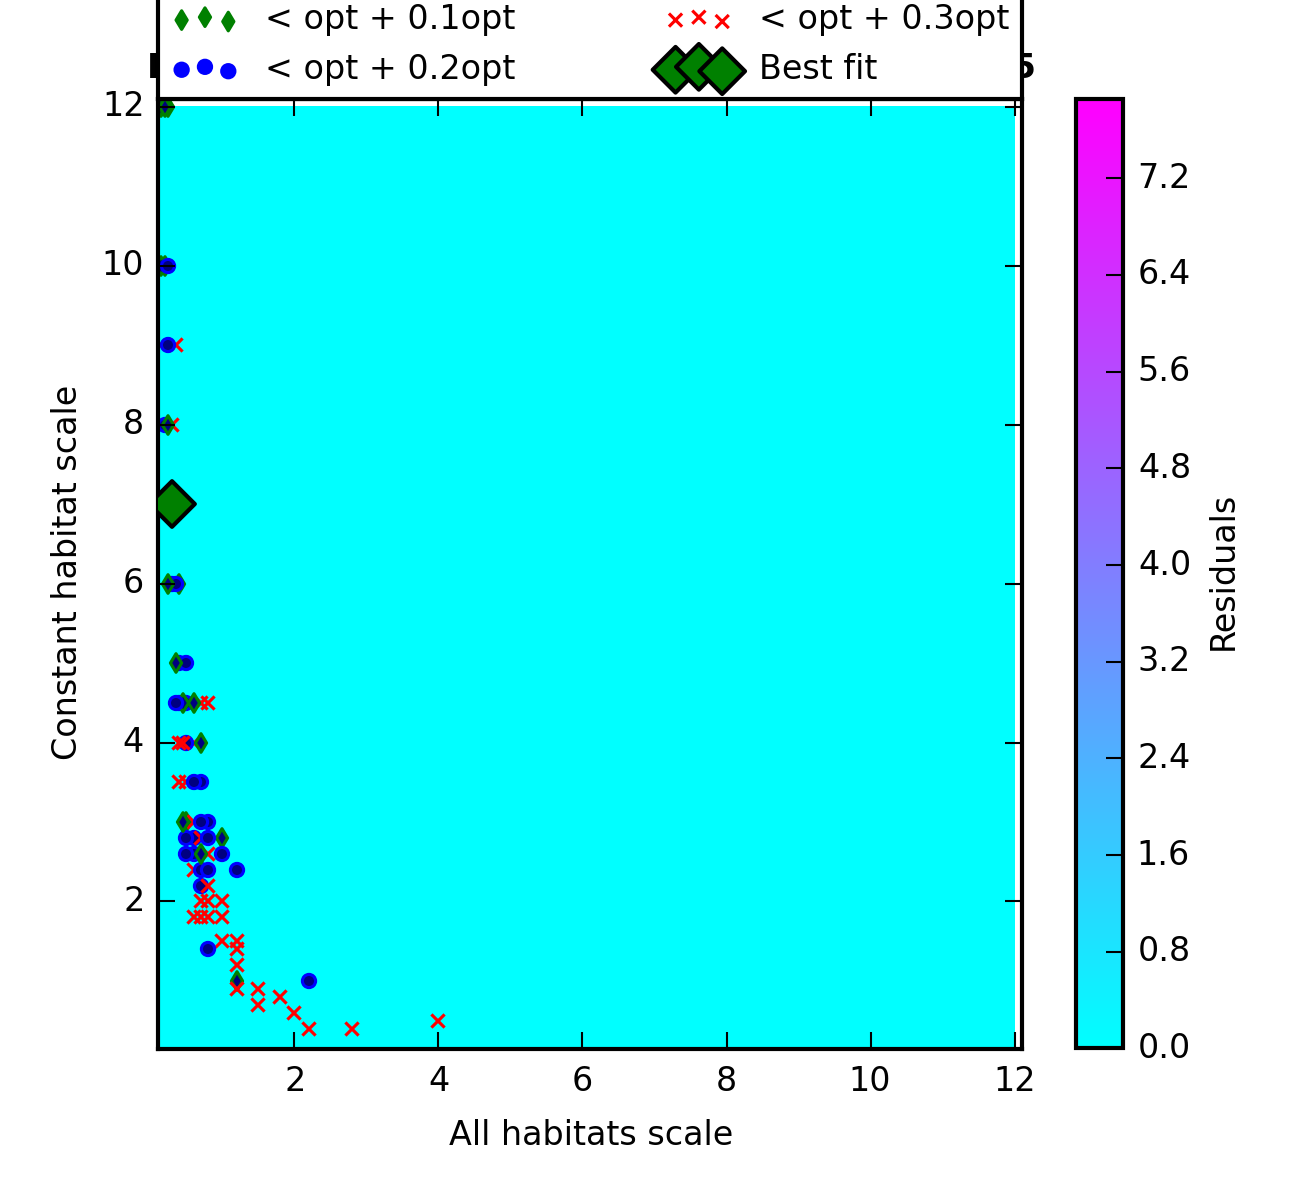 < opt + 0.1opt < opt + 0.3opt
< opt + 0.2opt Best fit
12
10
8
6
4
2
Constant habitat scale
2 4 6 8 10 12
All habitats scale
7.2
6.4
5.6
4.8
4.0
3.2
2.4
1.6
0.8
0.0
Residuals